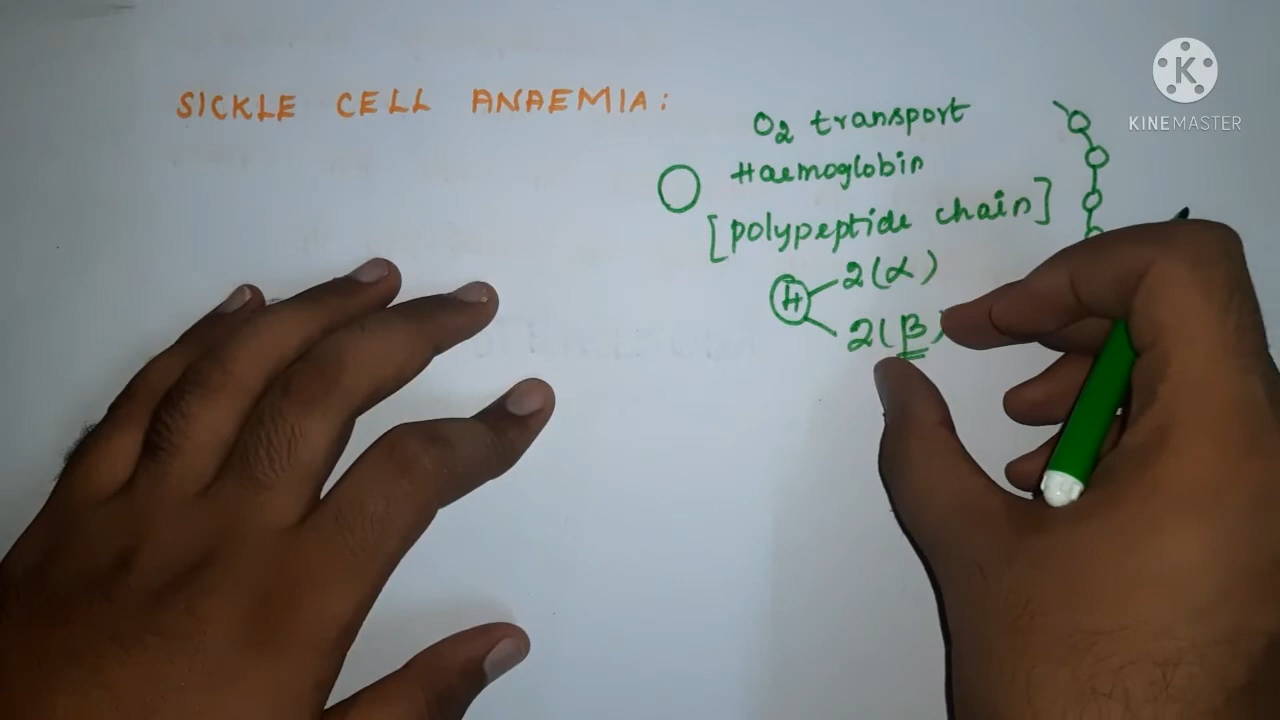 SICKLE CELL ANAEMIA:
O2 transport
Haemoglobin
[polypeptide chain]
H
2(α)
2(β)
K
KINEMASTER